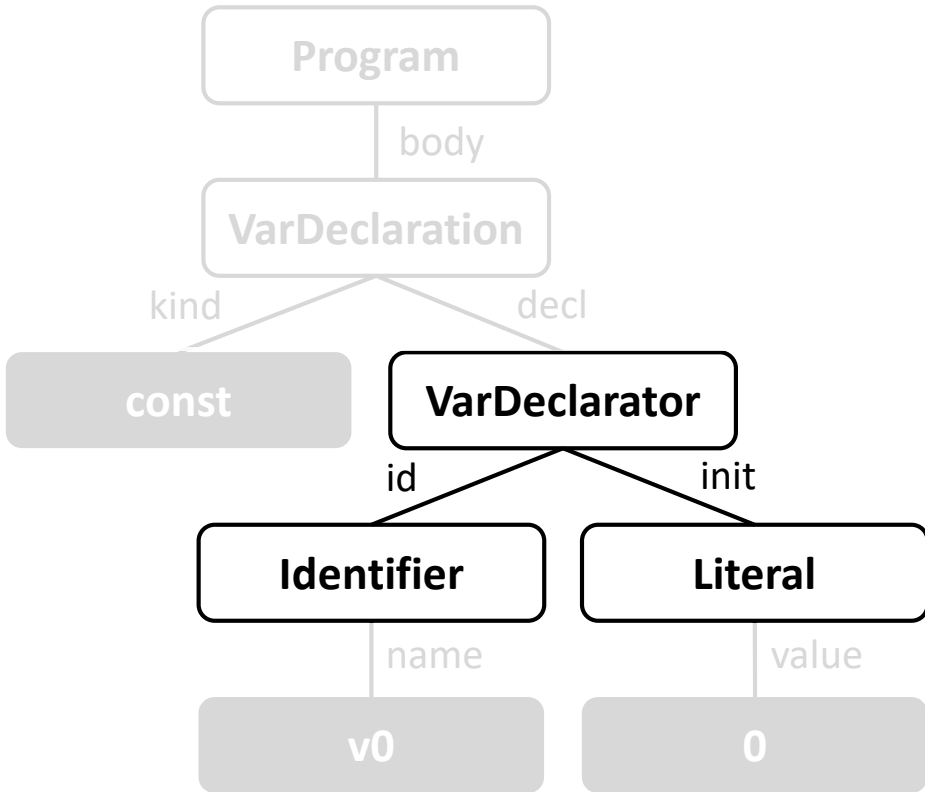 Program
body
VarDeclaration
kind decl
const VarDeclarator
id init
Identifier Literal
name value
v0 0